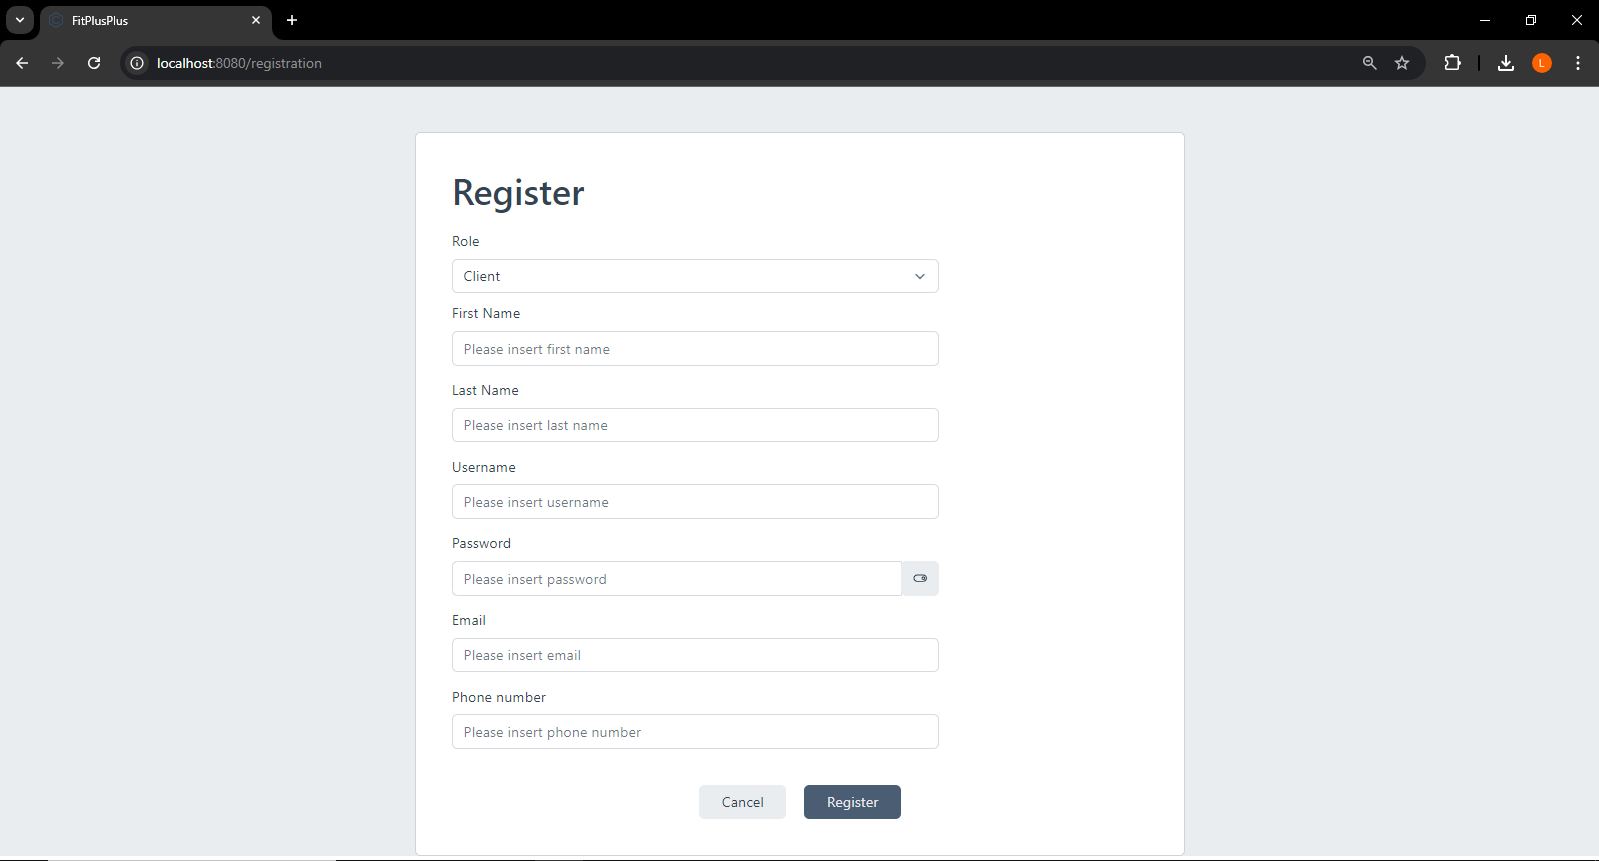 FitPlusPlus
localhost:8080/registration
L
Register
Role
Client
First Name
Please insert first name
Last Name
Please insert last name
Username
Please insert username
Password
Please insert password
Email
Please insert email
Phone number
Please insert phone number
Cancel Register